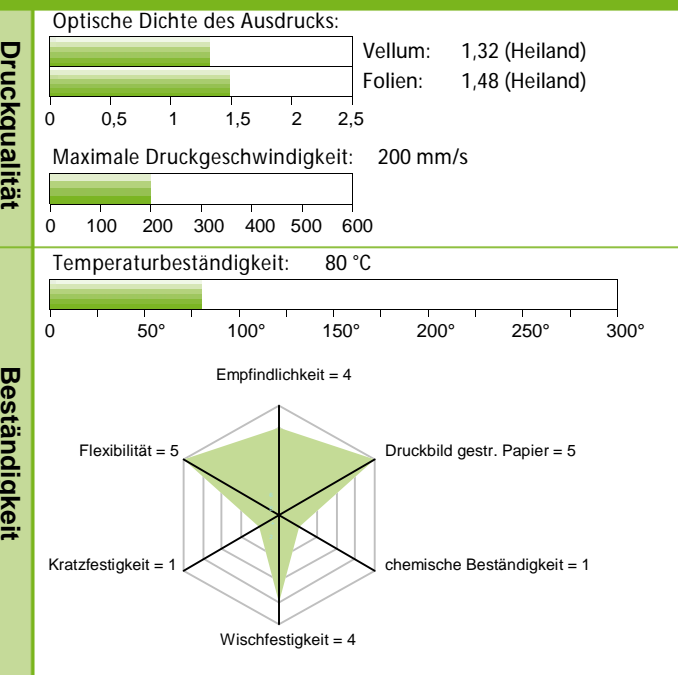 Druckqualität
Optische Dichte des Ausdrucks:
Vellum: 1,32 (Heiland)
Folien: 1,48 (Heiland)
0 0,5 1 1,5 2 2,5
Maximale Druckgeschwindigkeit: 200 mm/s
0 100 200 300 400 500 600
Beständigkeit
Temperaturbeständigkeit: 80 °C
0 50° 100° 150° 200° 250° 300°
Empfindlichkeit = 4
Flexibilität = 5
Druckbild gestr. Papier = 5
Kratzfestigkeit = 1
chemische Beständigkeit = 1
Wischfestigkeit = 4